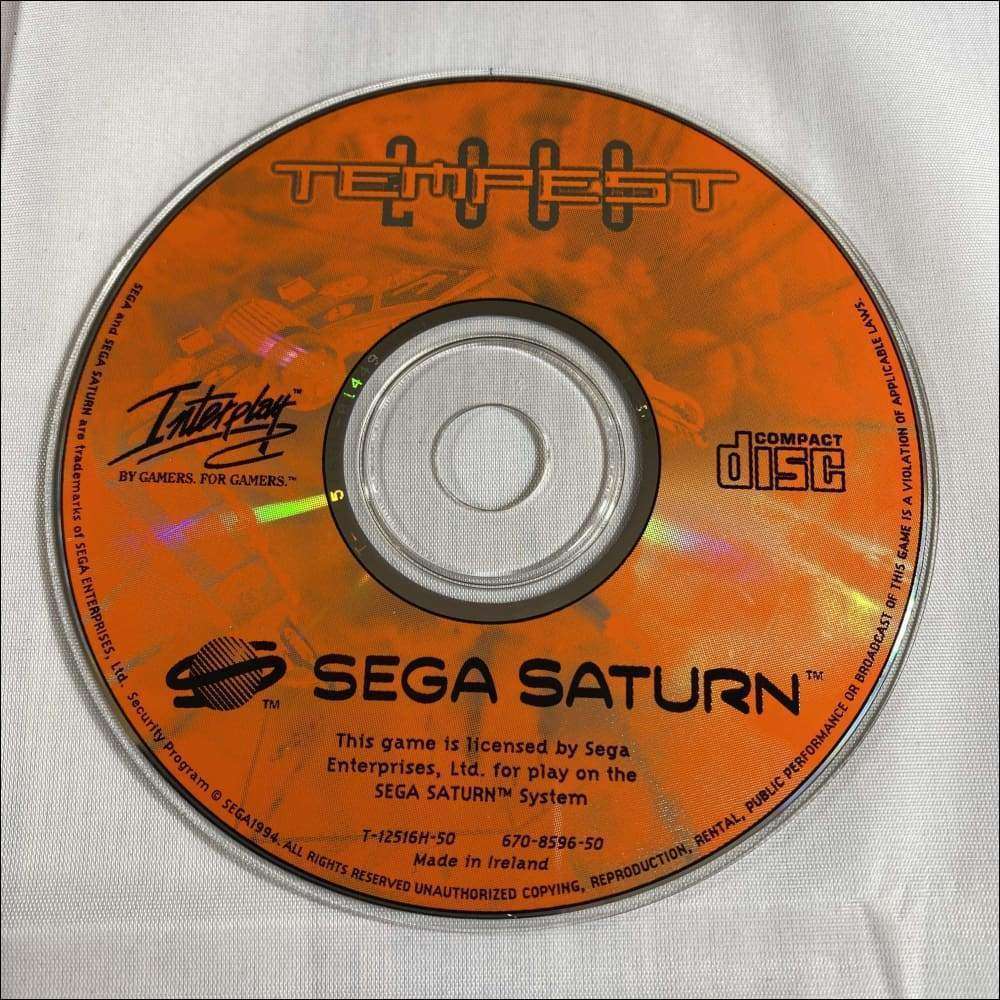 2000
TEMPEST
Interplay™
BY GAMERS. FOR GAMERS.™
COMPACT
disc
SEGA SATURN™
TM
This game is licensed by Sega
Enterprises, Ltd. for play on the
SEGA SATURN™ System
T-12516H-50 670-8596-50
Made in Ireland
SEGA and SEGA SATURN are trademarks of SEGA ENTERPRISES, Ltd. Security Program © SEGA1994. ALL RIGHTS RESERVED UNAUTHORIZED COPYING, REPRODUCTION, RENTAL, PUBLIC PERFORMANCE OR BROADCAST OF THIS GAME IS A VIOLATION OF APPLICABLE LAWS.